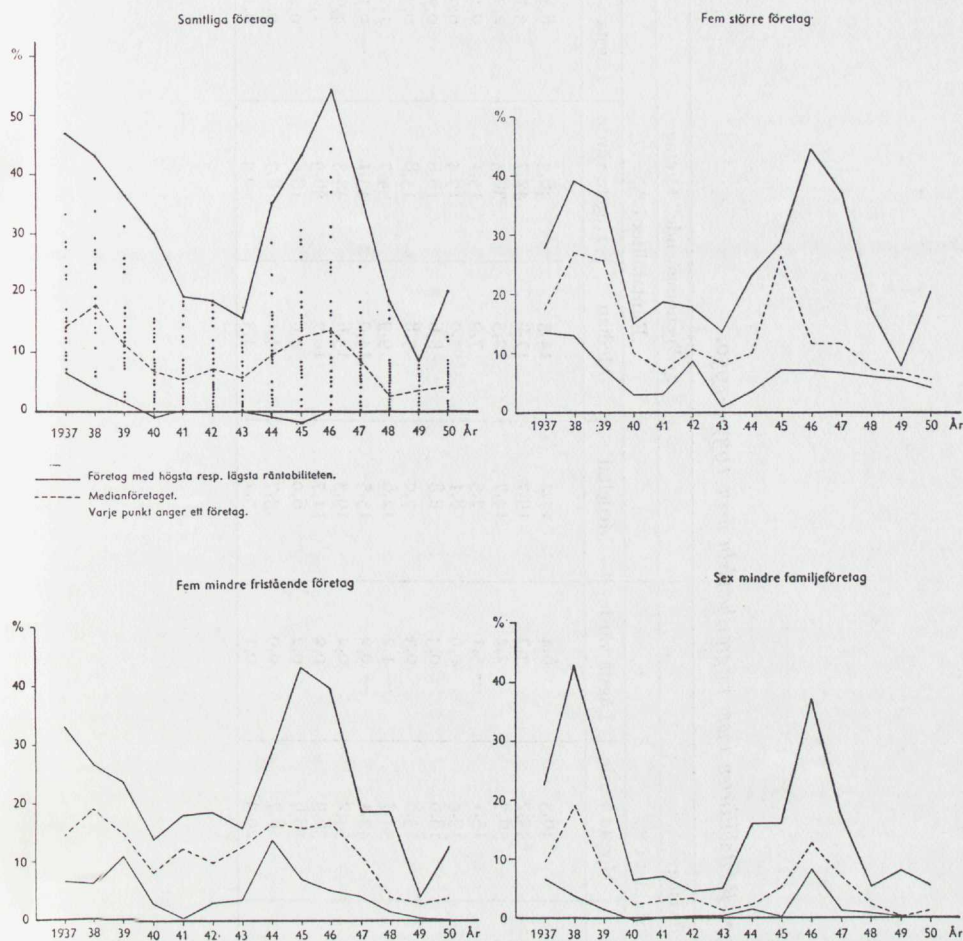 Samtliga företag
%
50
40
30
20
10
0
1937 38 39 40 41 42 43 44 45 46 47 48 49 50 År
Företag med högsta resp. lägsta räntabiliteten.
Medianföretaget.
Varje punkt anger ett företag.
Fem större företag
%
40
30
20
10
0
1937 38 39 40 41 42 43 44 45 46 47 48 49 50 År
Fem mindre fristående företag
%
40
30
20
10
0
1937 38 39 40 41 42 43 44 45 46 47 48 49 50 År
Sex mindre familjeföretag
%
40
30
20
10
0
1937 38 39 40 41 42 43 44 45 46 47 48 49 50 År